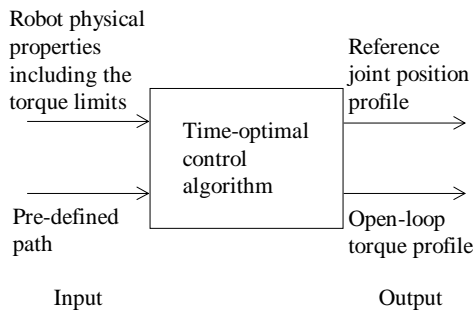 Robot physical
properties
including the
torque limits
Reference
joint position
profile
Time-optimal
control
algorithm
Pre-defined
path
Open-loop
torque profile
Input
Output